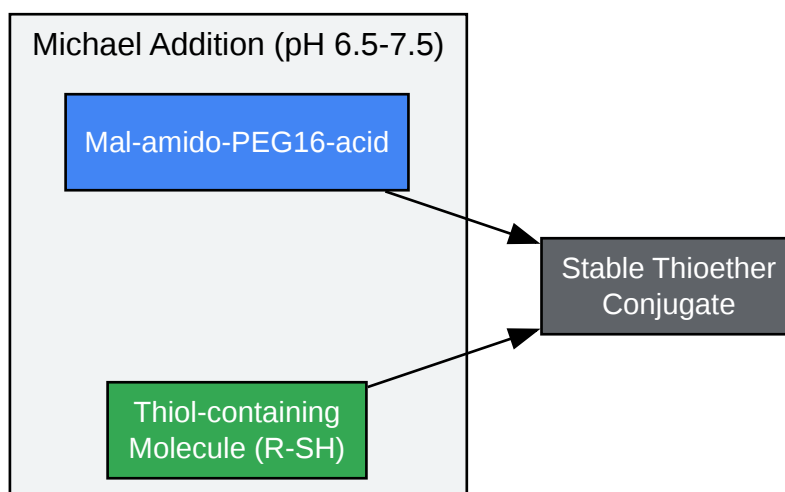 Michael Addition (pH 6.5-7.5)
Mal-amido-PEG16-acid
Stable Thioether
Conjugate
Thiol-containing
Molecule (R-SH)